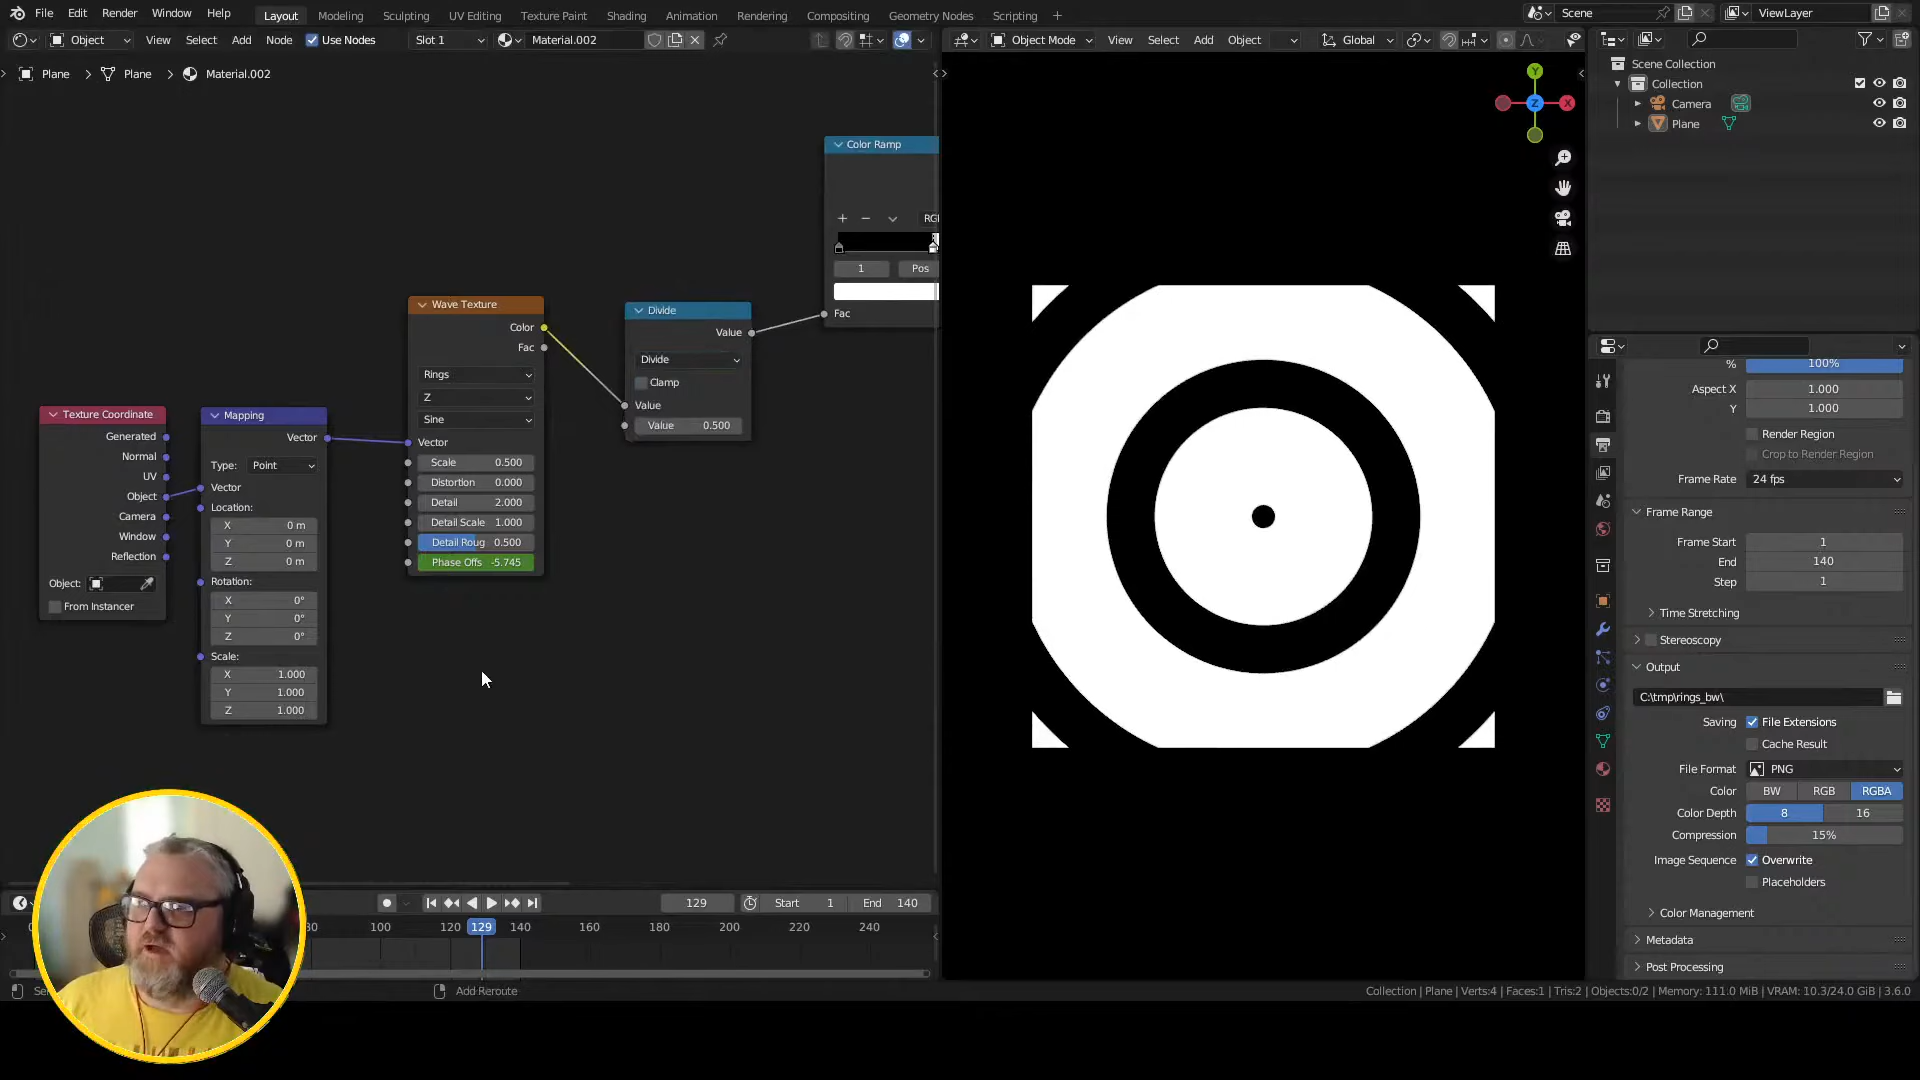 File Edit Render Window Help Layout Modeling Sculpting UV Editing Texture Paint Shading Animation Rendering Compositing Geometry Nodes Scripting + Scene ViewLayer
Object View Select Add Node Use Nodes Slot 1 Material.002
Object Mode View Select Add Object Global
Plane > Plane > Material.002
Y
X
Z
Scene Collection
Collection
Camera
Plane
Color Ramp
+ −
1 Pos
Fac
Wave Texture
Color
Fac
Rings
Z
Sine
Vector
Scale 0.500
Distortion 0.000
Detail 2.000
Detail Scale 1.000
Detail Roug 0.500
Phase Offs -5.745
Divide
Value
Divide
Clamp
Value
Value 0.500
Texture Coordinate
Generated
Normal
UV
Object
Camera
Window
Reflection
Object:
From Instancer
Mapping
Vector
Type: Point
Vector
Location:
X 0 m
Y 0 m
Z 0 m
Rotation:
X 0°
Y 0°
Z 0°
Scale:
X 1.000
Y 1.000
Z 1.000
% 100%
Aspect X 1.000
Y 1.000
Render Region
Crop to Render Region
Frame Rate 24 fps
Frame Range
Frame Start 1
End 140
Step 1
Time Stretching
Stereoscopy
Output
C:\tmp\rings_bw\
Saving File Extensions
Cache Result
File Format PNG
Color BW RGB RGBA
Color Depth 8 16
Compression 15%
Image Sequence Overwrite
Placeholders
Color Management
Metadata
Post Processing
129 Start 1 End 140
80 100 120 129 140 160 180 200 220 240
Add Reroute
Collection | Plane | Verts:4 | Faces:1 | Tris:2 | Objects:0/2 | Memory: 111.0 MiB | VRAM: 10.3/24.0 GiB | 3.6.0